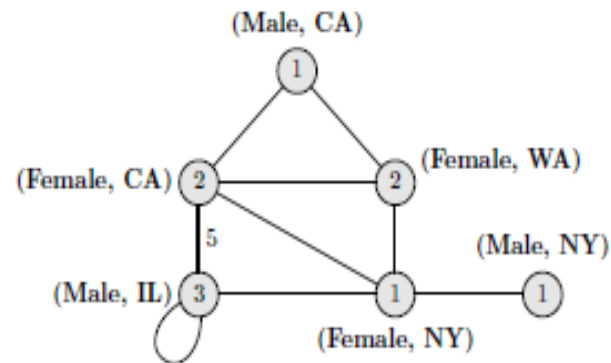 (Male, CA)
1
(Female, CA)
2
2
(Female, WA)
5
(Male, NY)
(Male, IL)
3
1
1
(Female, NY)